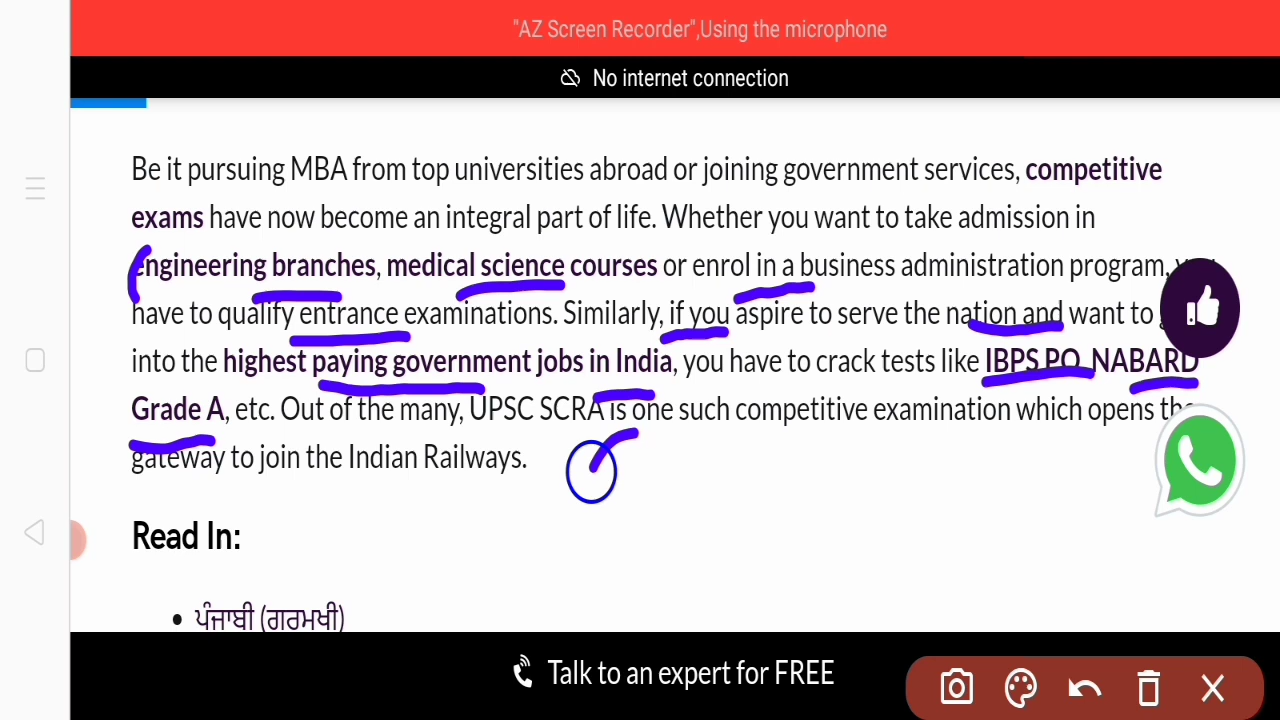 "AZ Screen Recorder",Using the microphone
No internet connection
Be it pursuing MBA from top universities abroad or joining government services, competitive
exams have now become an integral part of life. Whether you want to take admission in
engineering branches, medical science courses or enrol in a business administration program,
have to qualify entrance examinations. Similarly, if you aspire to serve the nation and want to
into the highest paying government jobs in India, you have to crack tests like IBPS PO, NABARD
Grade A, etc. Out of the many, UPSC SCRA is one such competitive examination which opens the
gateway to join the Indian Railways.
Read In:
• ਪੰਜਾਬੀ (ਗੁਰਮੁਖੀ)
Talk to an expert for FREE